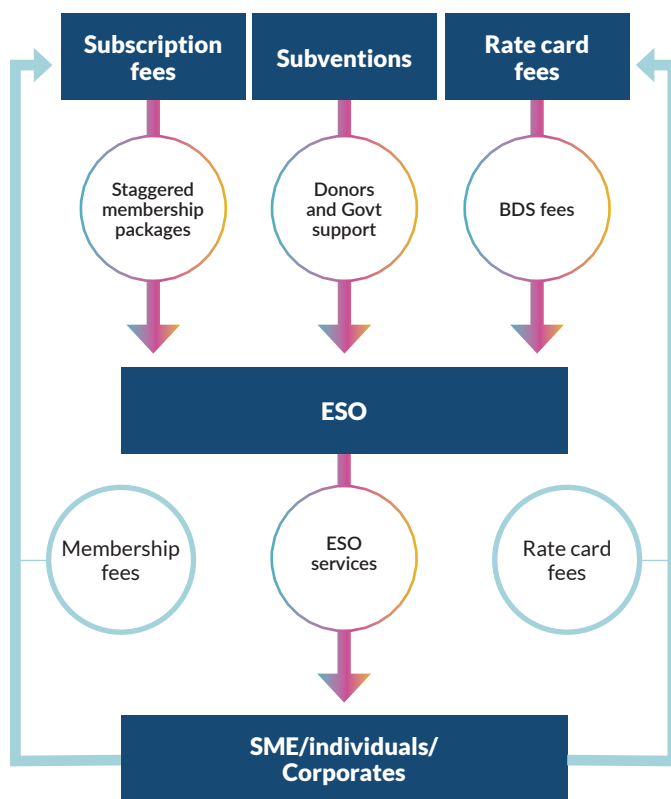 Subscription
fees
Subventions
Rate card
fees
Staggered
membership
packages
Donors
and Govt
support
BDS fees
ESO
Membership
fees
ESO
services
Rate card
fees
SME/individuals/
Corporates